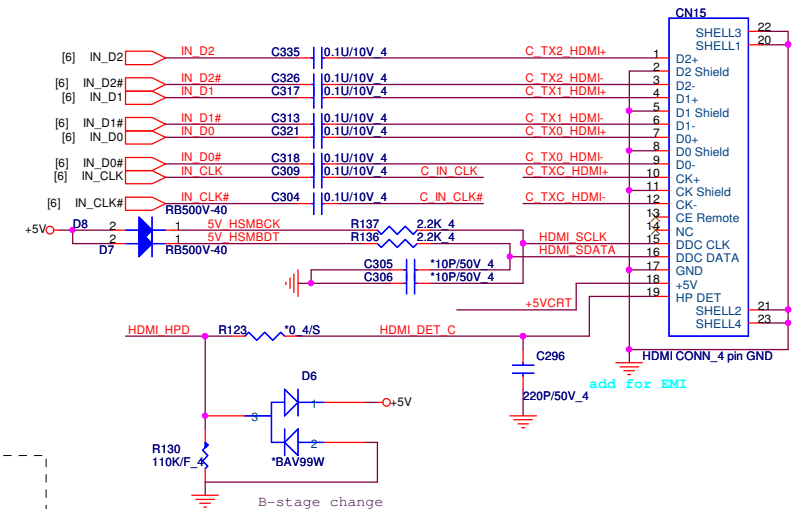 CN15
SHELL3 22
SHELL1 20
[6] IN_D2 IN_D2 C335 0.1U/10V_4 C_TX2_HDMI+ 1 D2+
2 D2 Shield
[6] IN_D2# IN_D2# C326 0.1U/10V_4 C_TX2_HDMI- 3 D2-
[6] IN_D1 IN_D1 C317 0.1U/10V_4 C_TX1_HDMI+ 4 D1+
5 D1 Shield
[6] IN_D1# IN_D1# C313 0.1U/10V_4 C_TX1_HDMI- 6 D1-
[6] IN_D0 IN_D0 C321 0.1U/10V_4 C_TX0_HDMI+ 7 D0+
8 D0 Shield
[6] IN_D0# IN_D0# C318 0.1U/10V_4 C_TX0_HDMI- 9 D0-
[6] IN_CLK IN_CLK C309 0.1U/10V_4 C_IN_CLK C_TXC_HDMI+ 10 CK+
11 CK Shield
[6] IN_CLK# IN_CLK# C304 0.1U/10V_4 C_IN_CLK# C_TXC_HDMI- 12 CK-
RB500V-40
13 CE Remote
+5V D8 2 1 5V_HSMBCK R137 2.2K_4 14 NC
D7 2 1 5V_HSMBDT R136 2.2K_4 HDMI_SCLK 15 DDC CLK
RB500V-40 HDMI_SDATA 16 DDC DATA
C305 *10P/50V_4 17 GND
C306 *10P/50V_4 18 +5V
+5VCRT 19 HP DET
SHELL2 21
SHELL4 23
HDMI_HPD R123 *0_4/S HDMI_DET_C
HDMI CONN_4 pin GND
C296
add for EMI
220P/50V_4
D6
1 +5V
3
2
R130
110K/F_4
*BAV99W
B-stage change